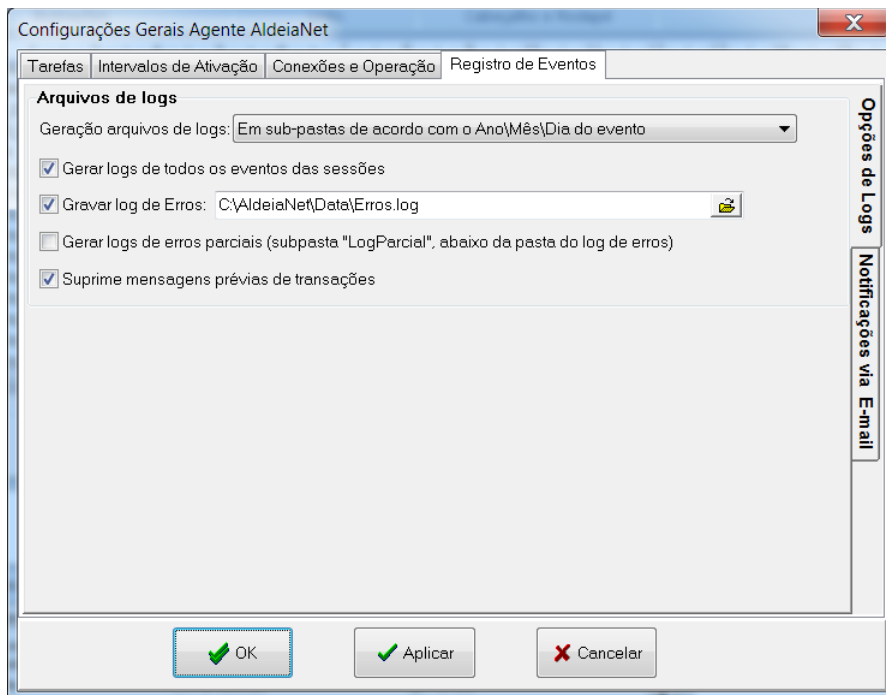 Configurações Gerais Agente AldeiaNet
Tarefas
Intervalos de Ativação
Conexões e Operação
Registro de Eventos
Arquivos de logs
Geração arquivos de logs: Em sub-pastas de acordo com o Ano\Mês\Dia do evento
Gerar logs de todos os eventos das sessões
Gravar log de Erros: C:\AldeiaNet\Data\Erros.log
Gerar logs de erros parciais (subpasta "LogParcial", abaixo da pasta do log de erros)
Suprime mensagens prévias de transações
Opções de Logs
Notificações via E-mail
OK
Aplicar
Cancelar